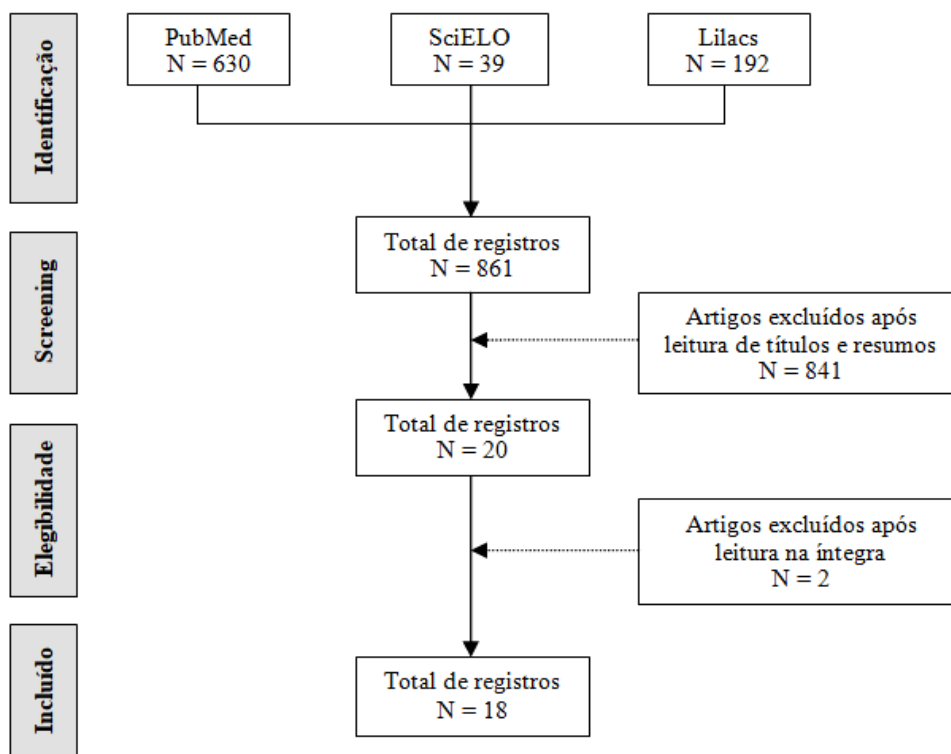 Identificação
PubMed
N = 630
SciELO
N = 39
Lilacs
N = 192
Screening
Total de registros
N = 861
Artigos excluídos após
leitura de títulos e resumos
N = 841
Elegibilidade
Total de registros
N = 20
Artigos excluídos após
leitura na íntegra
N = 2
Incluído
Total de registros
N = 18